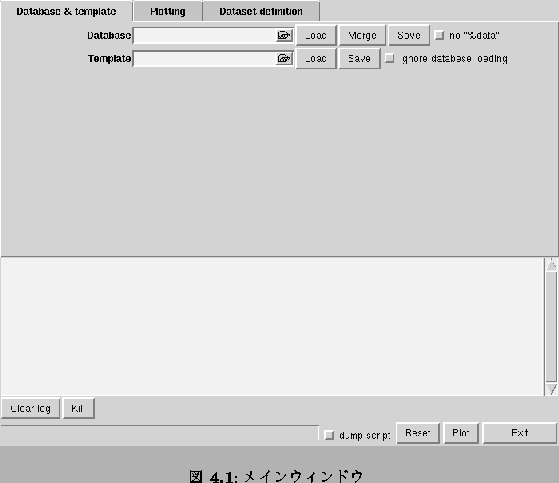 Database & template Plotting Dataset definition
Database Load Merge Save no "%data"
Template Load Save Ignore database loading
Clear log Kill
dump script Reset Plot Exit
図 4.1: メインウィンドウ